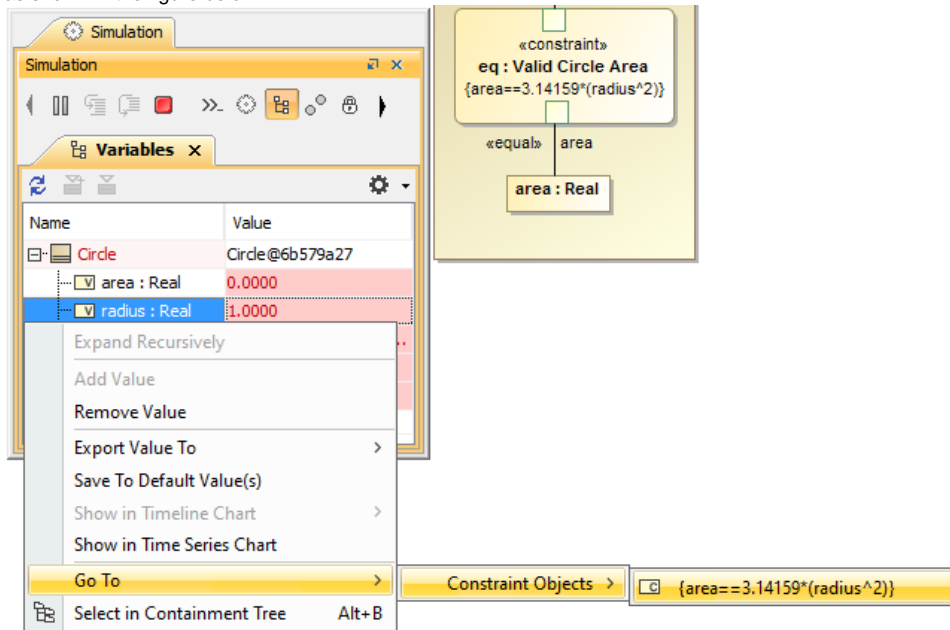 Simulation
Simulation
Variables
Name Value
Circle Circle@6b579a27
V area : Real 0.0000
V radius : Real 1.0000
Expand Recursively
Add Value
Remove Value
Export Value To
Save To Default Value(s)
Show in Timeline Chart
Show in Time Series Chart
Go To
Select in Containment Tree Alt+B
Constraint Objects
C {area==3.14159*(radius^2)}
«constraint»
eq : Valid Circle Area
{area==3.14159*(radius^2)}
«equal» area
area : Real